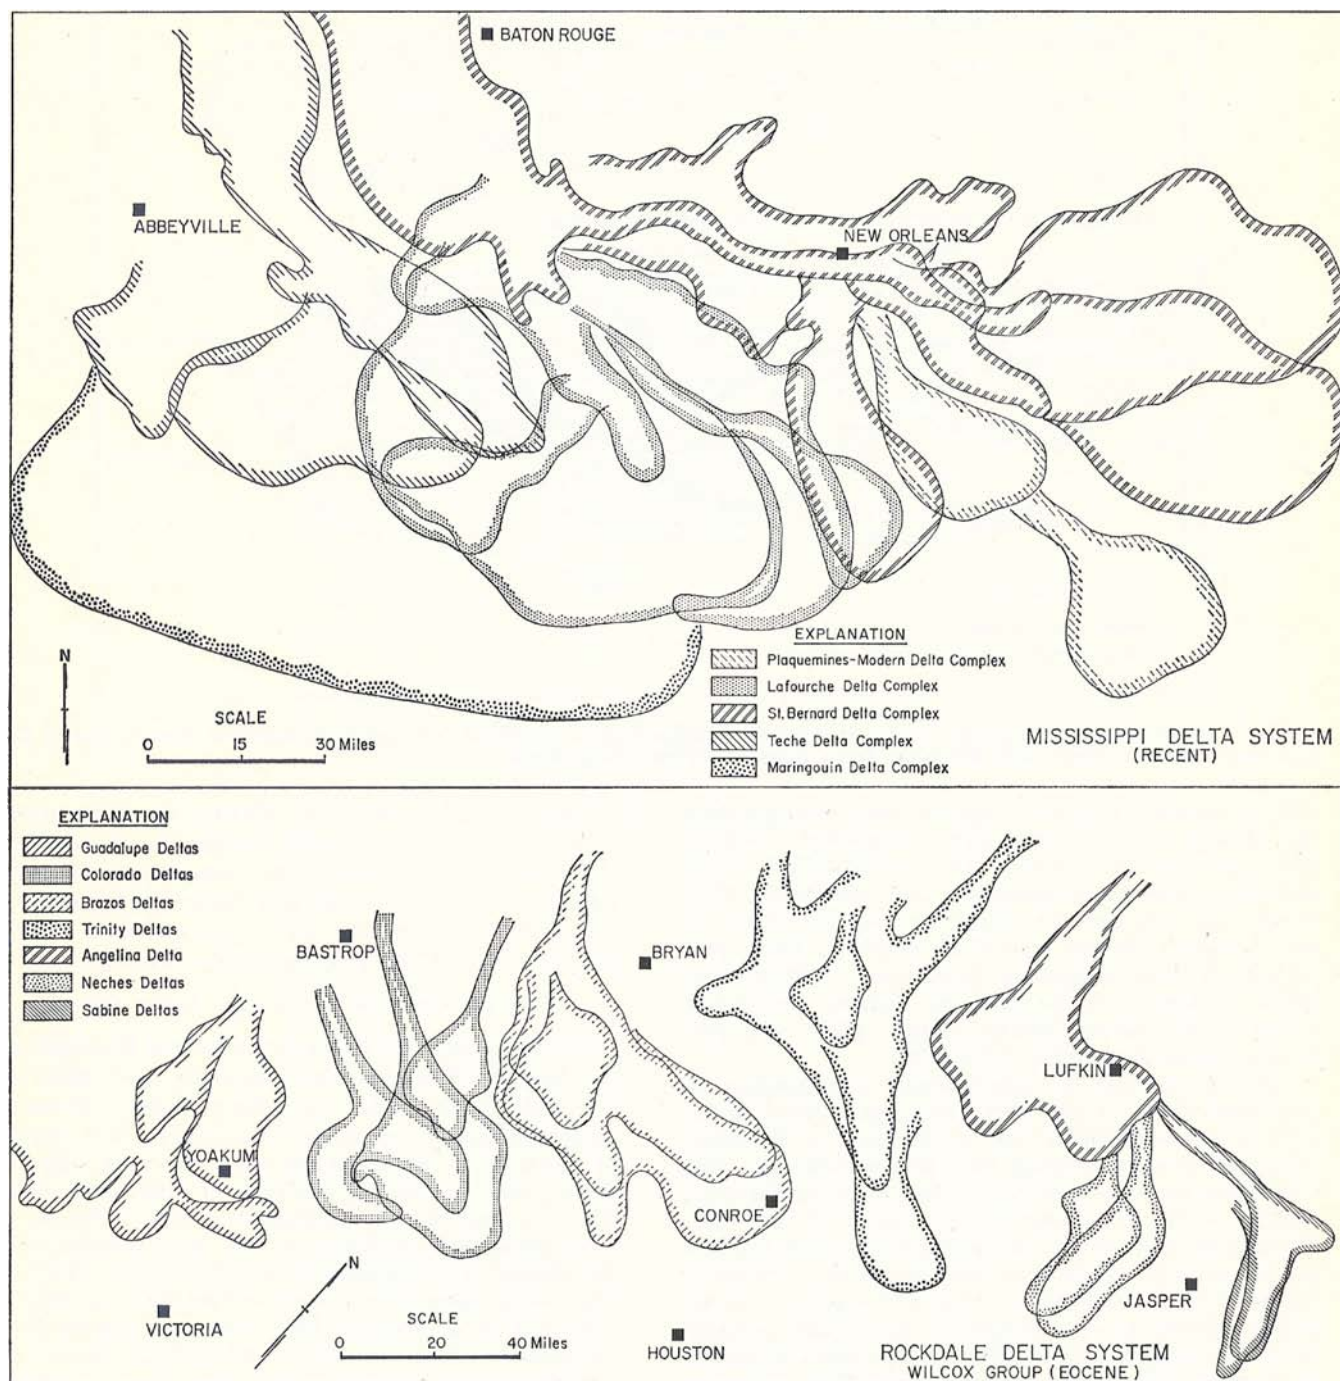 BATON ROUGE
ABBEYVILLE
NEW ORLEANS
N
SCALE
0 15 30 Miles
EXPLANATION
Plaquemines-Modern Delta Complex
Lafourche Delta Complex
St. Bernard Delta Complex
Teche Delta Complex
Maringouin Delta Complex
MISSISSIPPI DELTA SYSTEM
(RECENT)
EXPLANATION
Guadalupe Deltas
Colorado Deltas
Brazos Deltas
Trinity Deltas
Angelina Delta
Neches Deltas
Sabine Deltas
BASTROP
BRYAN
LUFKIN
YOAKUM
CONROE
N
VICTORIA
SCALE
0 20 40 Miles
HOUSTON
JASPER
ROCKDALE DELTA SYSTEM
WILCOX GROUP (EOCENE)